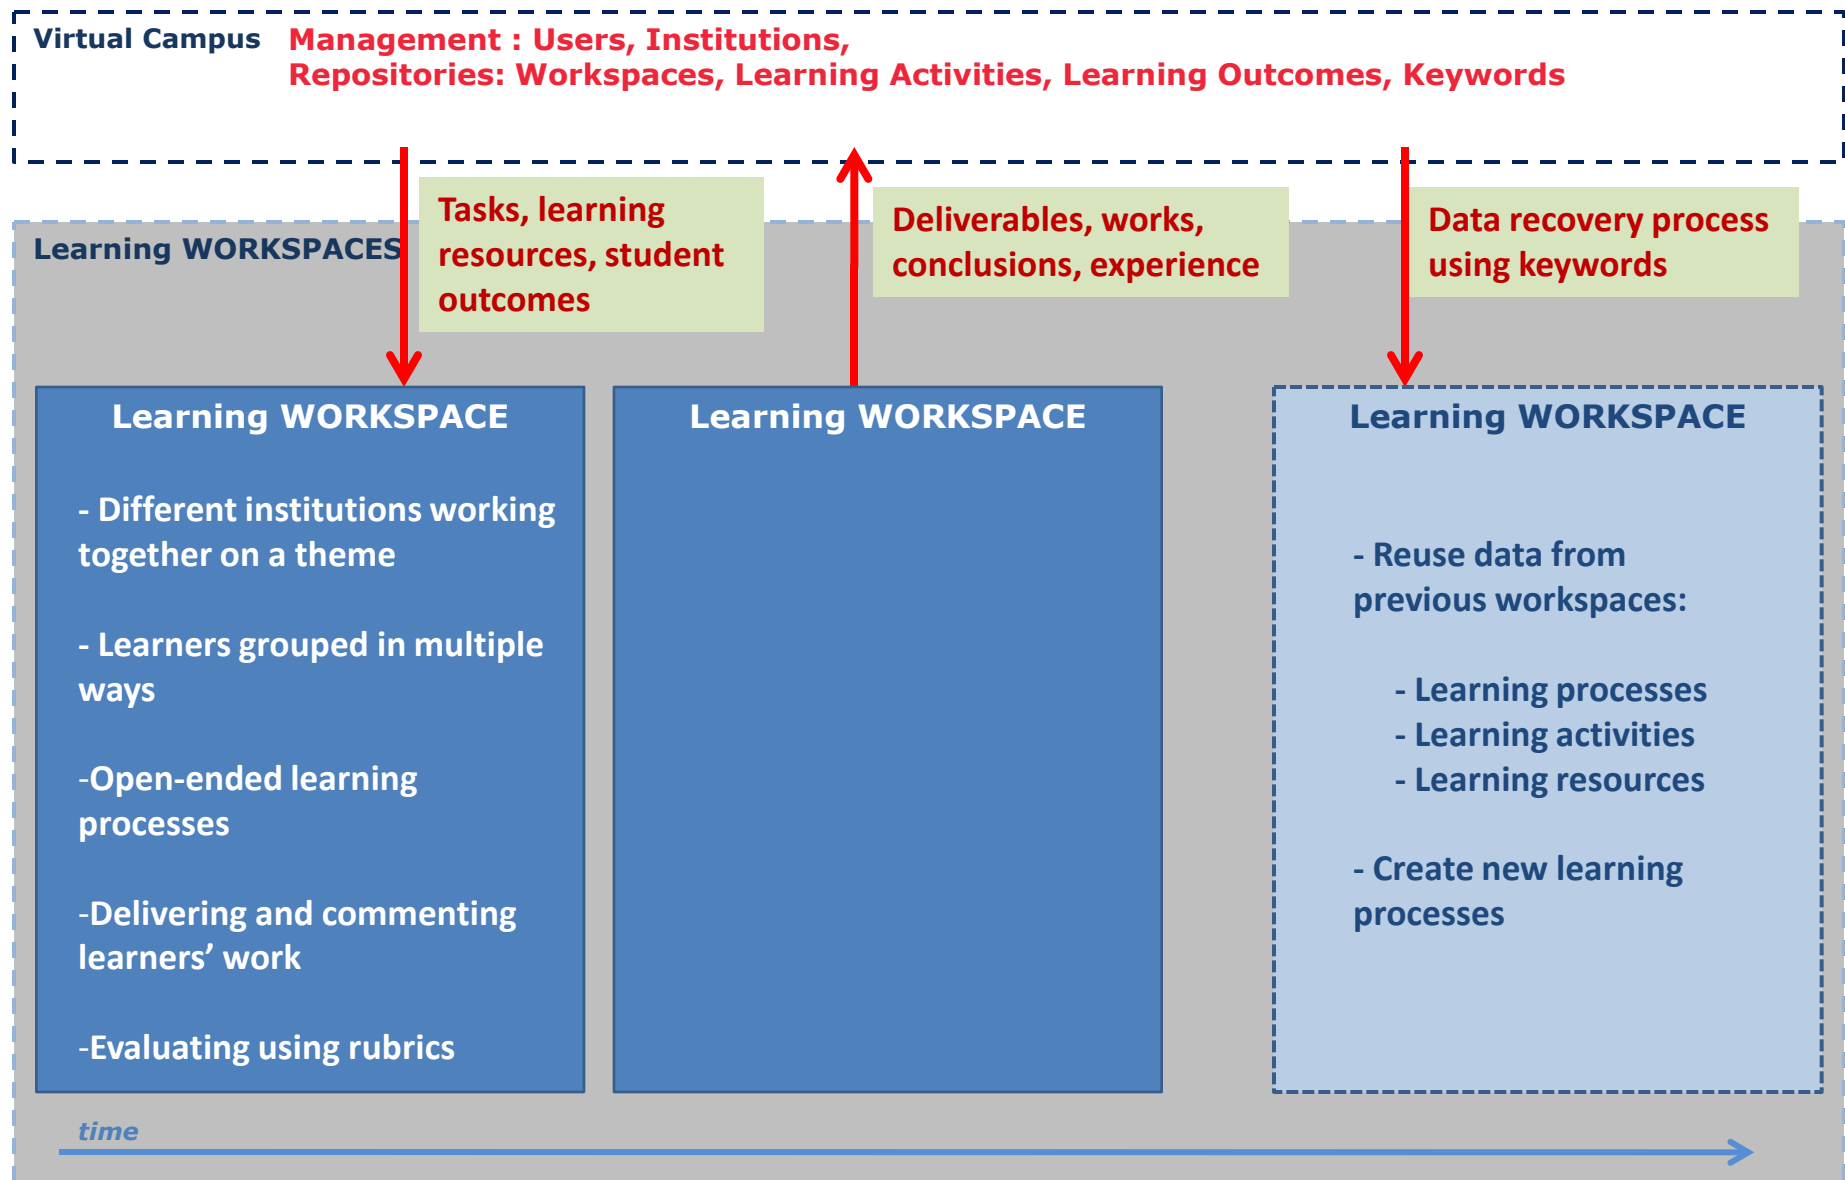 Virtual Campus
Management : Users, Institutions,
Repositories: Workspaces, Learning Activities, Learning Outcomes, Keywords
Tasks, learning
resources, student
outcomes
Deliverables, works,
conclusions, experience
Data recovery process
using keywords
Learning WORKSPACES
Learning WORKSPACE
- Different institutions working
together on a theme
- Learners grouped in multiple
ways
-Open-ended learning
processes
-Delivering and commenting
learners’ work
-Evaluating using rubrics
Learning WORKSPACE
Learning WORKSPACE
- Reuse data from
previous workspaces:
- Learning processes
- Learning activities
- Learning resources
- Create new learning
processes
time